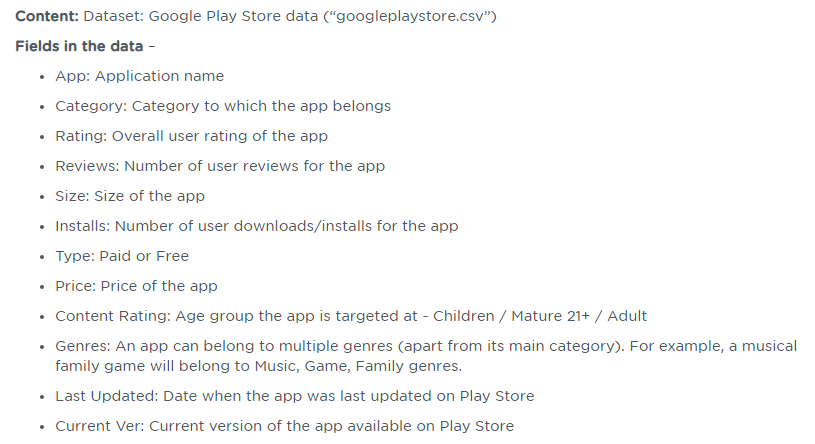 Content: Dataset: Google Play Store data (“googleplaystore.csv”)
Fields in the data –
• App: Application name
• Category: Category to which the app belongs
• Rating: Overall user rating of the app
• Reviews: Number of user reviews for the app
• Size: Size of the app
• Installs: Number of user downloads/installs for the app
• Type: Paid or Free
• Price: Price of the app
• Content Rating: Age group the app is targeted at - Children / Mature 21+ / Adult
• Genres: An app can belong to multiple genres (apart from its main category). For example, a musical
family game will belong to Music, Game, Family genres.
• Last Updated: Date when the app was last updated on Play Store
• Current Ver: Current version of the app available on Play Store